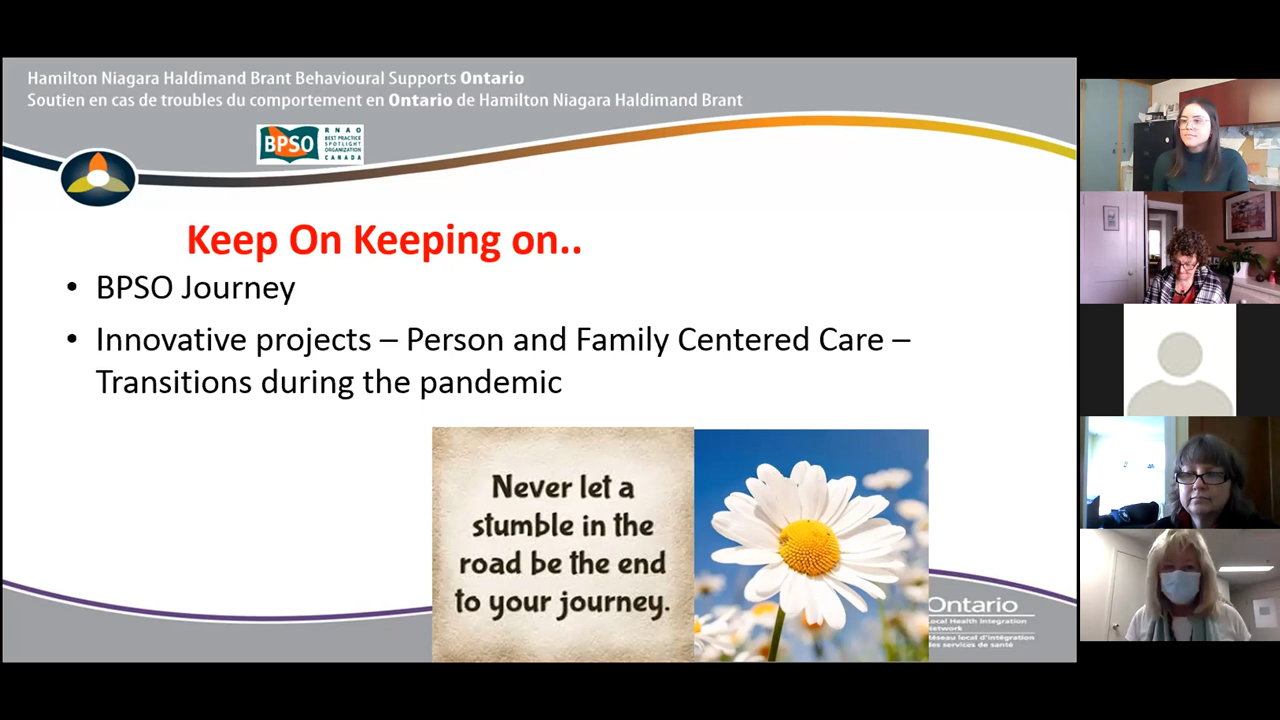 Hamilton Niagara Haldimand Brant Behavioural Supports Ontario
Soutien en cas de troubles du comportement en Ontario de Hamilton Niagara Haldimand Brant
BPSO
RNAO
BEST PRACTICE
SPOTLIGHT
ORGANIZATION
CANADA
Keep On Keeping on..
• BPSO Journey
• Innovative projects – Person and Family Centered Care –
Transitions during the pandemic
Never let a
stumble in the
road be the end
to your journey.
Ontario
Local Health Integration
Network
Réseau local d'intégration
des services de santé